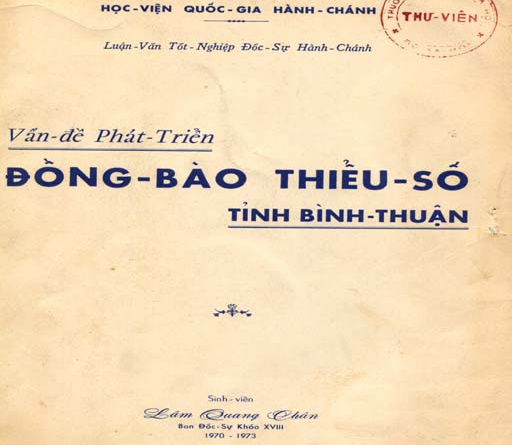 HỌC-VIỆN QUỐC-GIA HÀNH-CHÁNH
THƯ-VIÊN
Luận-Văn Tốt-Nghiệp Đốc-Sự Hành-Chánh
Vấn-đề Phát-Triển
ĐỒNG-BÀO THIỂU-SỐ
TỈNH BÌNH-THUẬN
Sinh-viên
Lâm Quang Chân
Ban Đốc-Sự Khóa XVIII
1970 - 1973